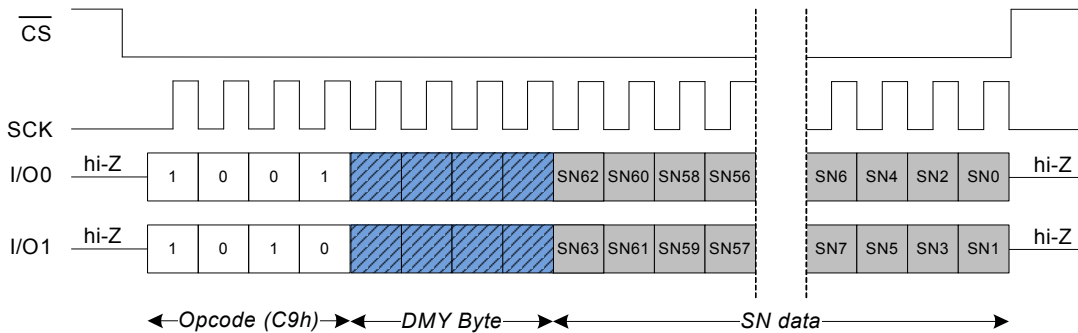 CS
SCK
I/O0 hi-Z 1 0 0 1 SN62 SN60 SN58 SN56 SN6 SN4 SN2 SN0 hi-Z
I/O1 hi-Z 1 0 1 0 SN63 SN61 SN59 SN57 SN7 SN5 SN3 SN1 hi-Z
Opcode (C9h) DMY Byte SN data